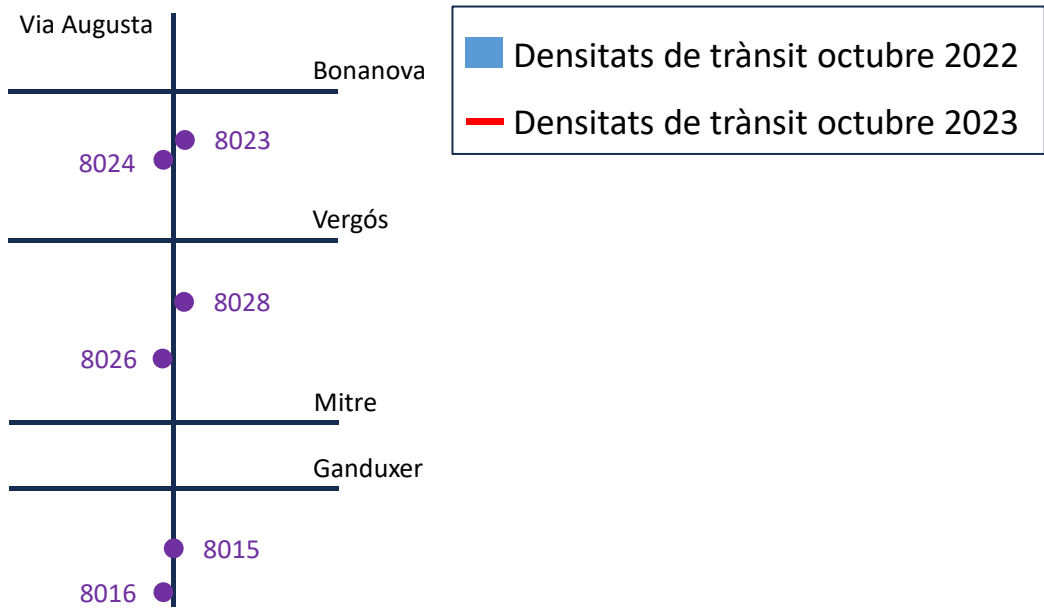 Via Augusta
Densitats de trànsit octubre 2022
Bonanova
Densitats de trànsit octubre 2023
8023
8024
Vergós
8028
8026
Mitre
Ganduxer
8015
8016